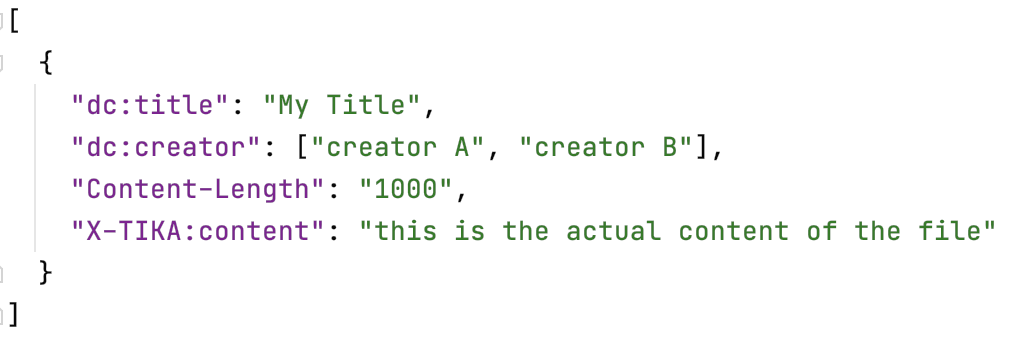 [
  {
    "dc:title": "My Title",
    "dc:creator": ["creator A", "creator B"],
    "Content-Length": "1000",
    "X-TIKA:content": "this is the actual content of the file"
  }
]